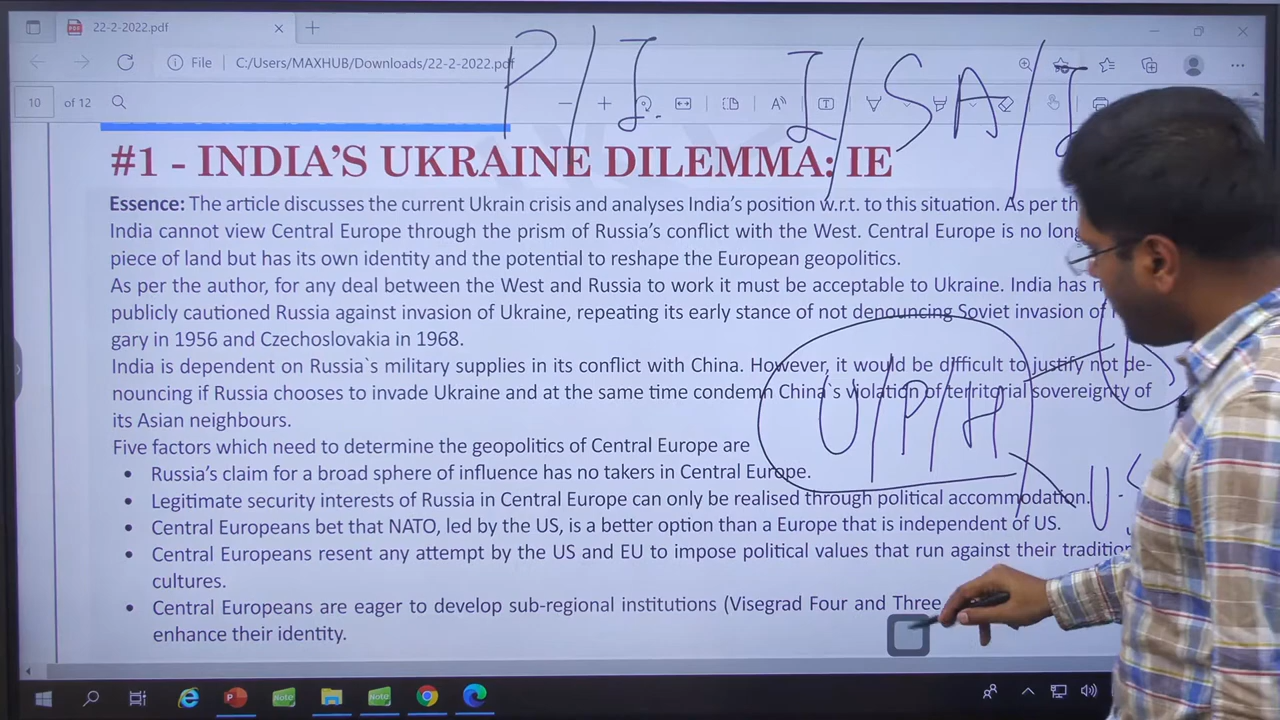 22-2-2022.pdf
File C:/Users/MAXHUB/Downloads/22-2-2022.pdf
10 of 12
P/I. I/SA/I
#1 - INDIA'S UKRAINE DILEMMA: IE
Essence: The article discusses the current Ukrain crisis and analyses India's position w.r.t. to this situation. As per
India cannot view Central Europe through the prism of Russia's conflict with the West. Central Europe is no
piece of land but has its own identity and the potential to reshape the European geopolitics.
As per the author, for any deal between the West and Russia to work it must be acceptable to Ukraine. India has
publicly cautioned Russia against invasion of Ukraine, repeating its early stance of not denouncing Soviet invasion of
gary in 1956 and Czechoslovakia in 1968.
India is dependent on Russia`s military supplies in its conflict with China. However, it would be difficult to justify not de-
nouncing if Russia chooses to invade Ukraine and at the same time condemn China`s violation of territorial sovereignty of
its Asian neighbours.
U/P/H
Five factors which need to determine the geopolitics of Central Europe are
• Russia's claim for a broad sphere of influence has no takers in Central Europe.
• Legitimate security interests of Russia in Central Europe can only be realised through political accommodation.
U.S
• Central Europeans bet that NATO, led by the US, is a better option than a Europe that is independent of US.
• Central Europeans resent any attempt by the US and EU to impose political values that run against their
cultures.
• Central Europeans are eager to develop sub-regional institutions (Visegrad Four and Three
enhance their identity.